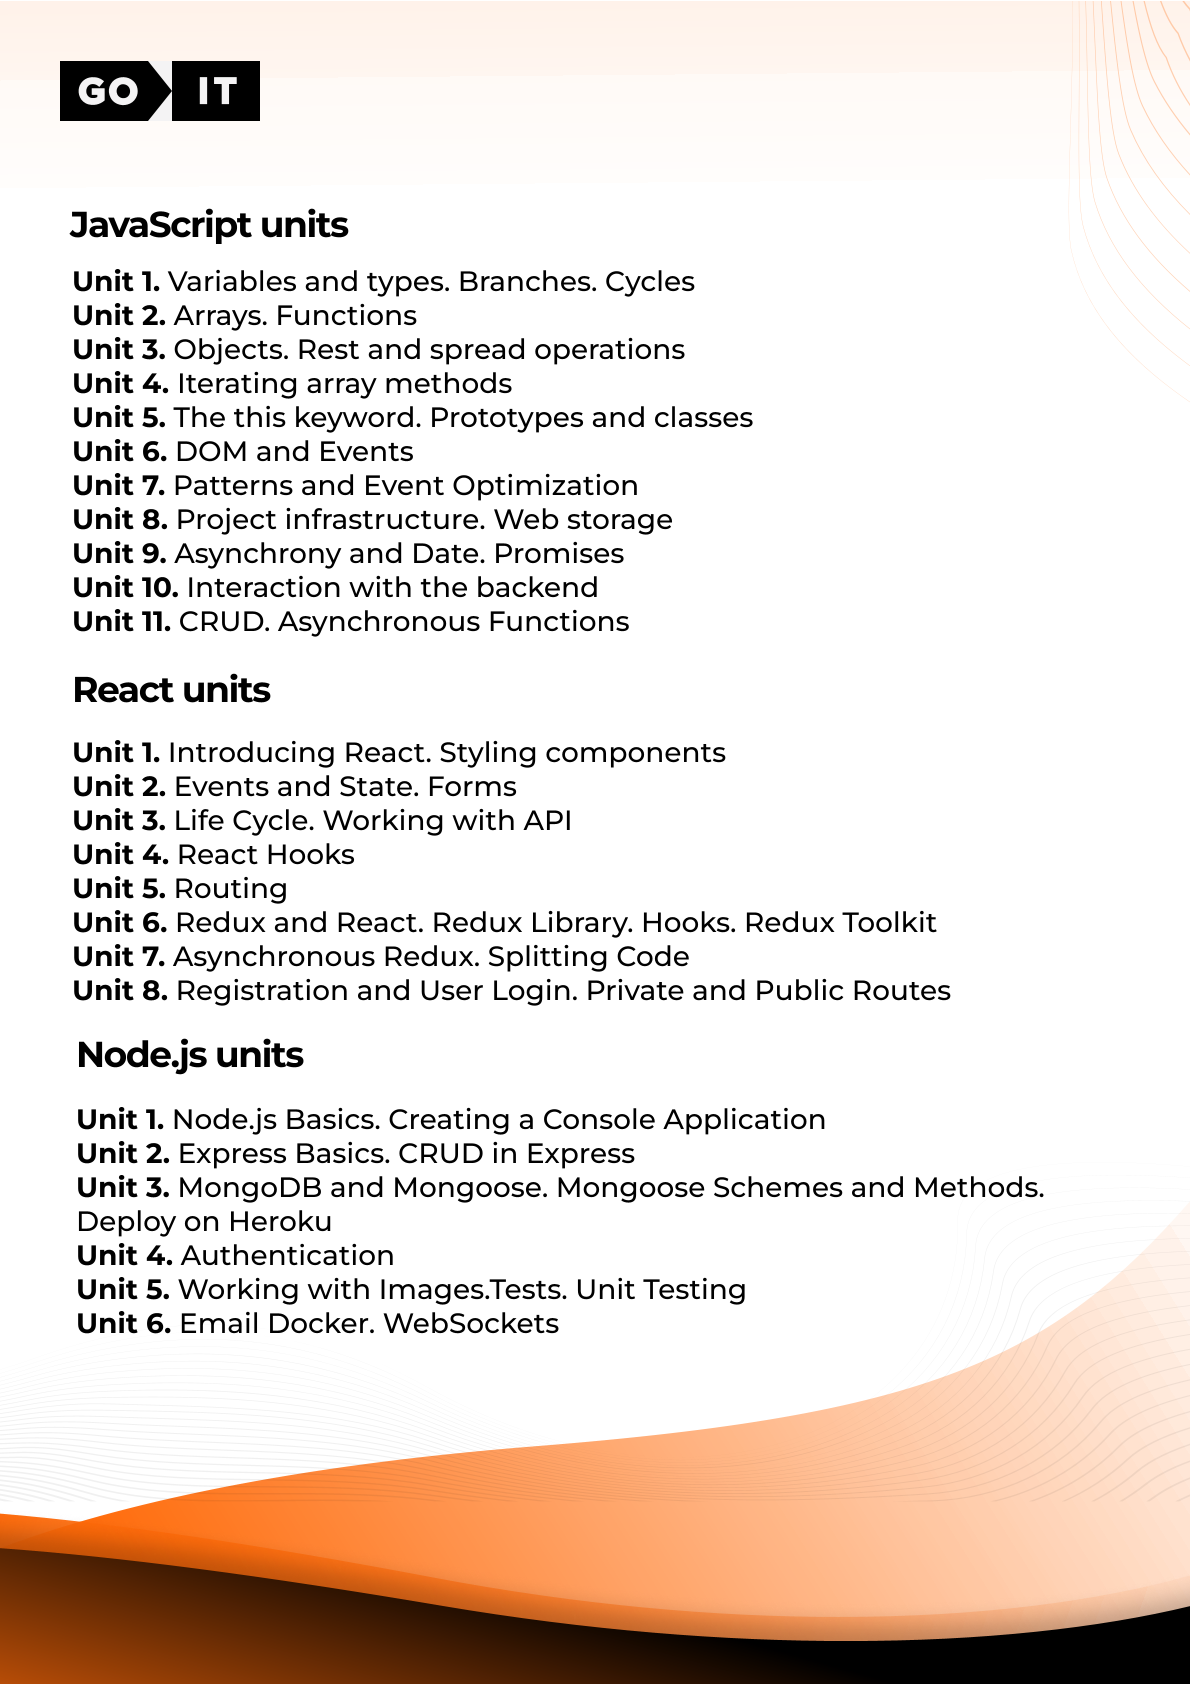 GO IT
JavaScript units
Unit 1. Variables and types. Branches. Cycles
Unit 2. Arrays. Functions
Unit 3. Objects. Rest and spread operations
Unit 4. Iterating array methods
Unit 5. The this keyword. Prototypes and classes
Unit 6. DOM and Events
Unit 7. Patterns and Event Optimization
Unit 8. Project infrastructure. Web storage
Unit 9. Asynchrony and Date. Promises
Unit 10. Interaction with the backend
Unit 11. CRUD. Asynchronous Functions
React units
Unit 1. Introducing React. Styling components
Unit 2. Events and State. Forms
Unit 3. Life Cycle. Working with API
Unit 4. React Hooks
Unit 5. Routing
Unit 6. Redux and React. Redux Library. Hooks. Redux Toolkit
Unit 7. Asynchronous Redux. Splitting Code
Unit 8. Registration and User Login. Private and Public Routes
Node.js units
Unit 1. Node.js Basics. Creating a Console Application
Unit 2. Express Basics. CRUD in Express
Unit 3. MongoDB and Mongoose. Mongoose Schemes and Methods.
Deploy on Heroku
Unit 4. Authentication
Unit 5. Working with Images.Tests. Unit Testing
Unit 6. Email Docker. WebSockets